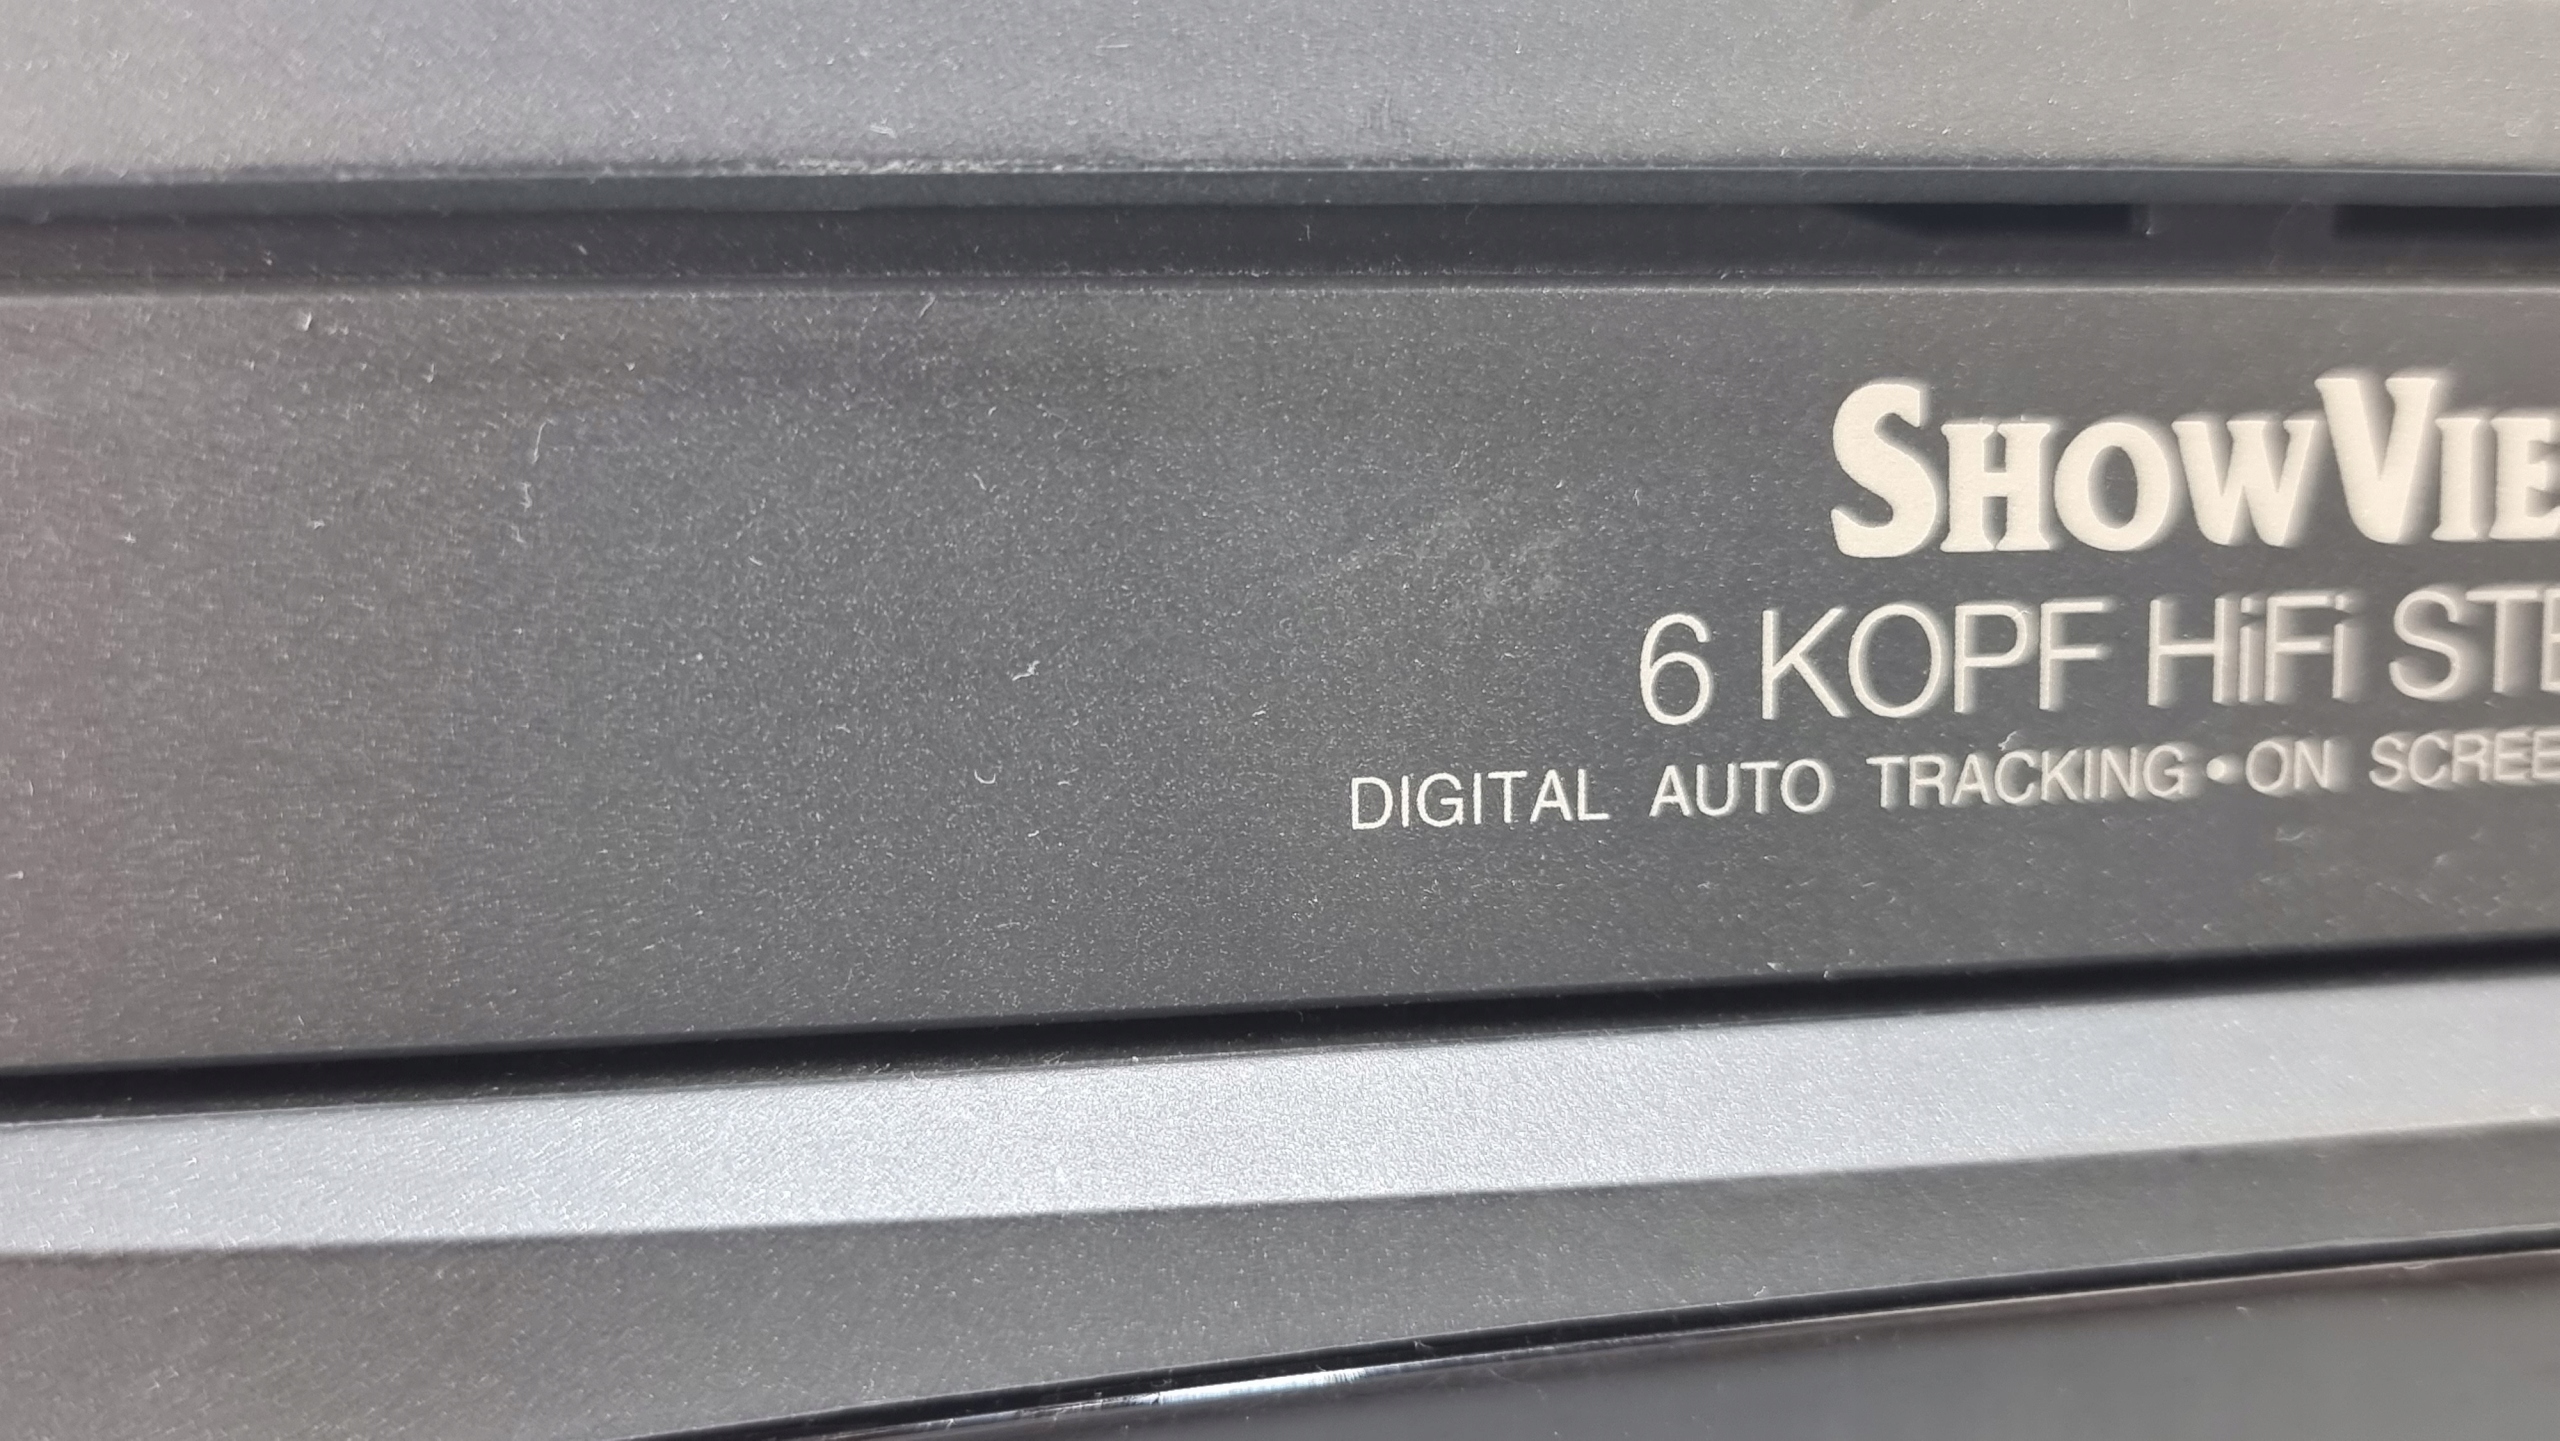 SHOWVIE
6 KOPF HiFi STE
DIGITAL AUTO TRACKING•ON SCREE